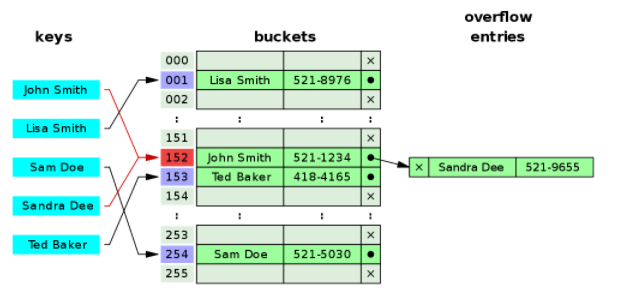 overflow
keys buckets entries
000 ×
John Smith 001 Lisa Smith 521-8976 ●
002 ×
Lisa Smith : : : :
151 ×
Sam Doe 152 John Smith 521-1234 ● × Sandra Dee 521-9655
153 Ted Baker 418-4165 ●
Sandra Dee 154 ×
: : : :
Ted Baker 253 ×
254 Sam Doe 521-5030 ●
255 ×